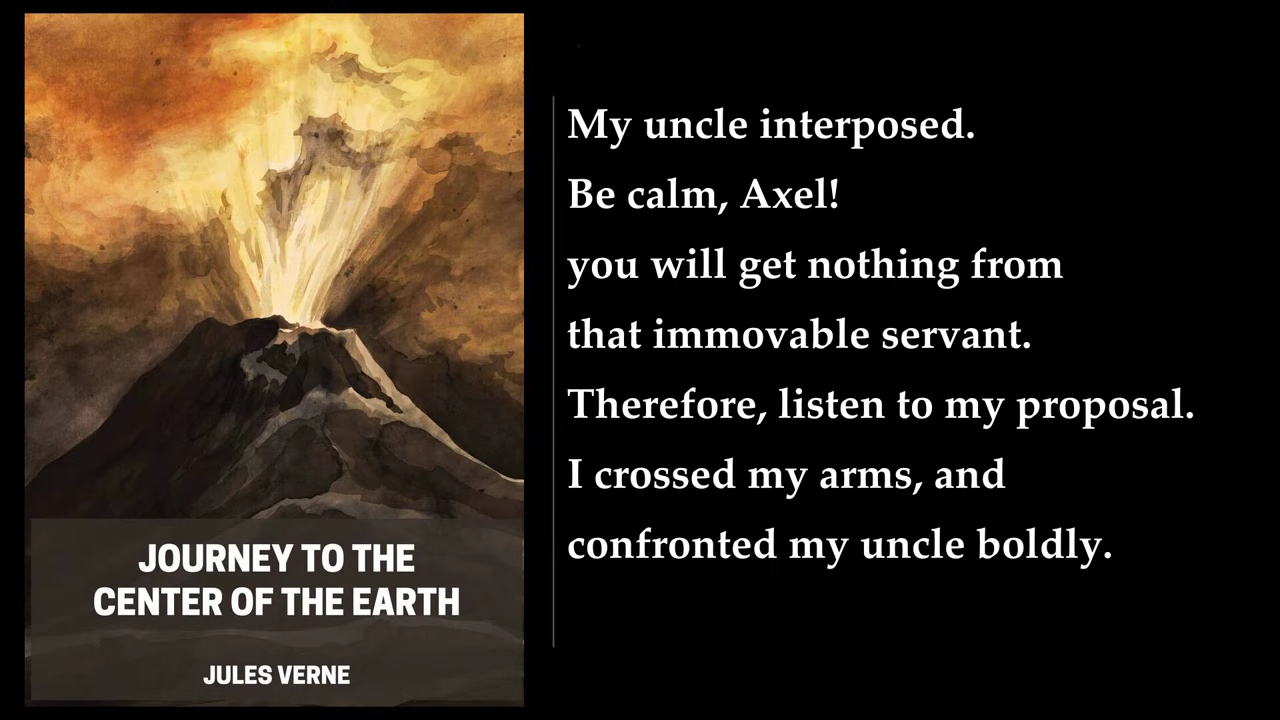 My uncle interposed.
Be calm, Axel!
you will get nothing from
that immovable servant.
Therefore, listen to my proposal.
I crossed my arms, and
confronted my uncle boldly.
JOURNEY TO THE
CENTER OF THE EARTH
JULES VERNE